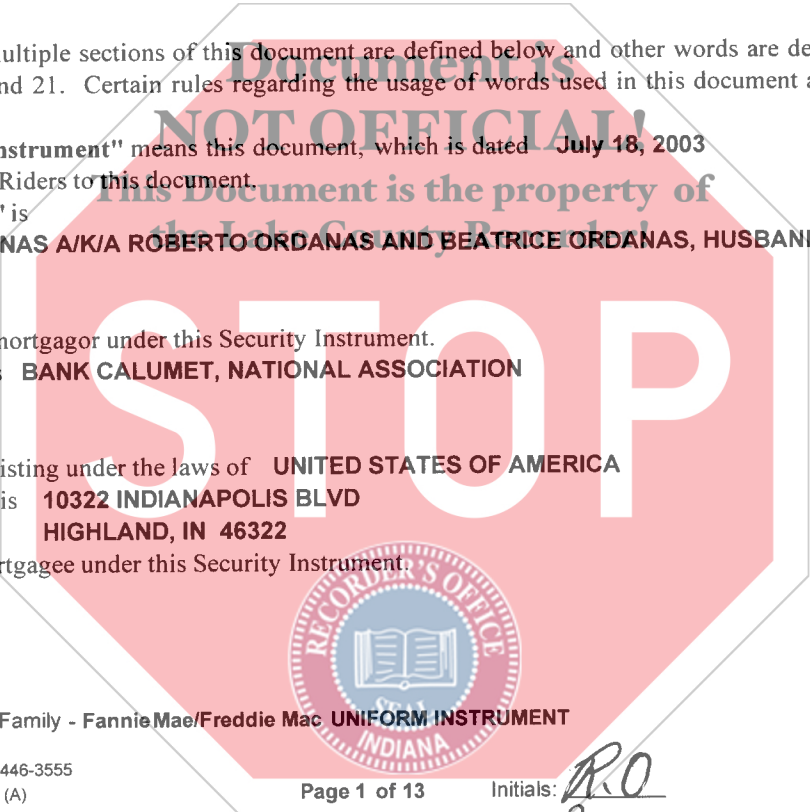 ultiple sections of this document are defined below and other words are de
nd 21. Certain rules regarding the usage of words used in this document a
Document is
NOT OFFICIAL!
nstrument" means this document, which is dated July 18, 2003
Riders to this document.
This Document is the property of
" is
the Lake County Recorder!
NAS A/K/A ROBERTO ORDANAS AND BEATRICE ORDANAS, HUSBAN
ortgagor under this Security Instrument.
BANK CALUMET, NATIONAL ASSOCIATION
STOP
isting under the laws of UNITED STATES OF AMERICA
is 10322 INDIANAPOLIS BLVD
HIGHLAND, IN 46322
rtgagee under this Security Instrument.
RECORDER'S OFFICE
SEAL
INDIANA
Family - Fannie Mae/Freddie Mac UNIFORM INSTRUMENT
446-3555
(A)
Page 1 of 13
Initials: R.O